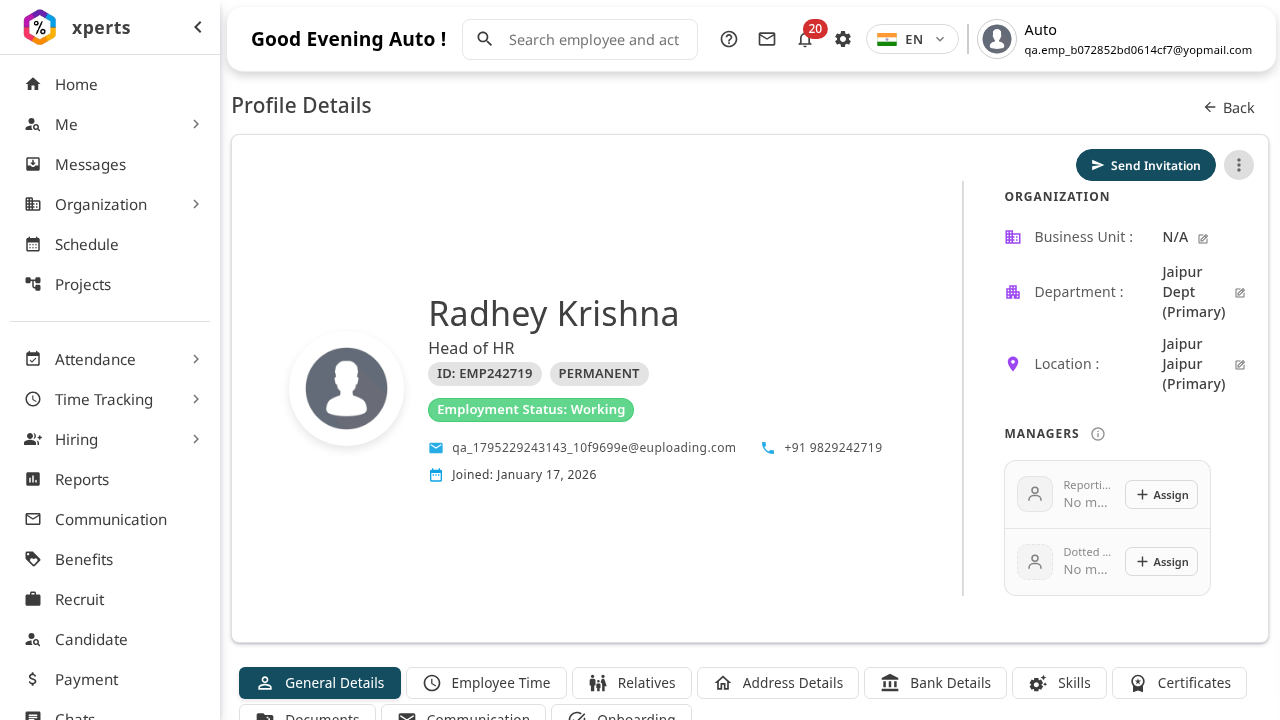 xperts
Good Evening Auto !
Search employee and act
20
EN
Auto
qa.emp_b072852bd0614cf7@yopmail.com
Home
Me
Messages
Organization
Schedule
Projects
Attendance
Time Tracking
Hiring
Reports
Communication
Benefits
Recruit
Candidate
Payment
Chats
Profile Details
Back
Send Invitation
Radhey Krishna
Head of HR
ID: EMP242719 PERMANENT
Employment Status: Working
qa_1795229243143_10f9699e@euploading.com +91 9829242719
Joined: January 17, 2026
ORGANIZATION
Business Unit : N/A
Department : Jaipur
Dept
(Primary)
Location : Jaipur
Jaipur
(Primary)
MANAGERS
Reporti...
No m...
Assign
Dotted ...
No m...
Assign
General Details Employee Time Relatives Address Details Bank Details Skills Certificates
Documents Communication Onboarding